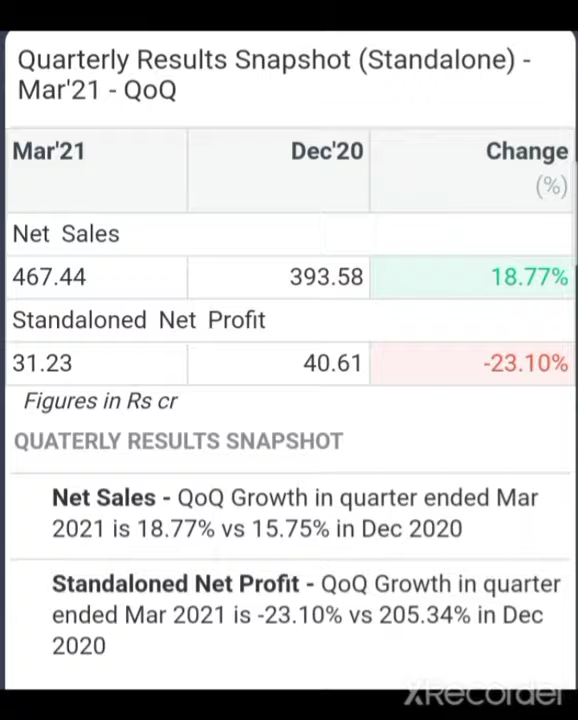 Quarterly Results Snapshot (Standalone) -
Mar'21 - QoQ
Mar'21 Dec'20 Change
(%)
Net Sales
467.44 393.58 18.77%
Standaloned Net Profit
31.23 40.61 -23.10%
Figures in Rs cr
QUATERLY RESULTS SNAPSHOT
Net Sales - QoQ Growth in quarter ended Mar
2021 is 18.77% vs 15.75% in Dec 2020
Standaloned Net Profit - QoQ Growth in quarter
ended Mar 2021 is -23.10% vs 205.34% in Dec
2020
XRecorder